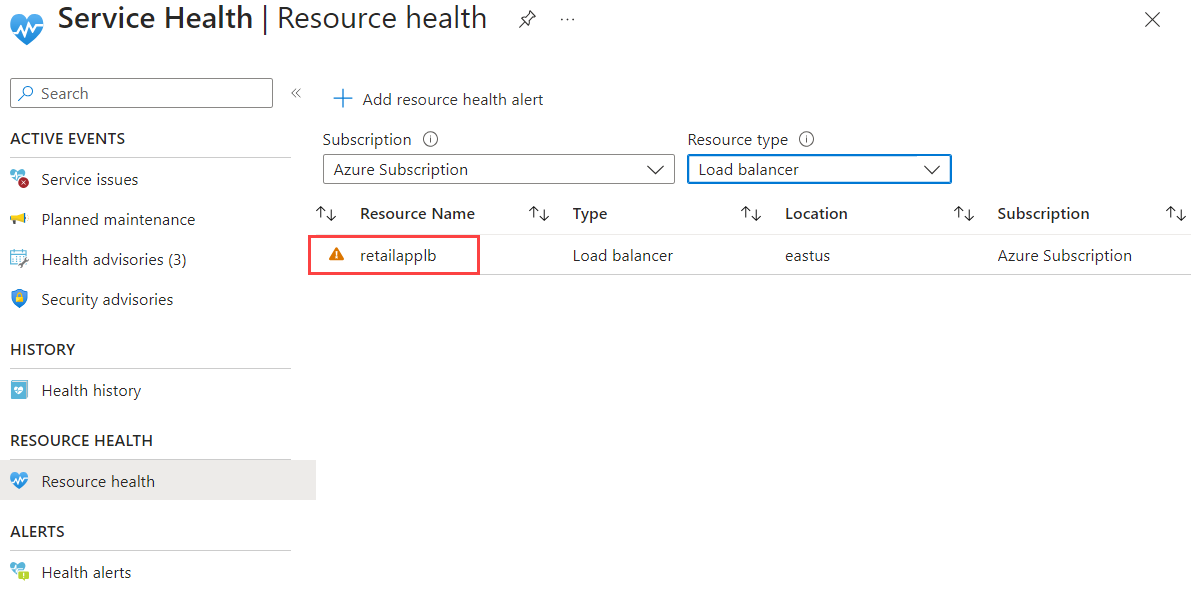 Service Health | Resource health
Search
Add resource health alert
ACTIVE EVENTS
Service issues
Planned maintenance
Health advisories (3)
Security advisories
HISTORY
Health history
RESOURCE HEALTH
Resource health
ALERTS
Health alerts
Subscription
Resource type
Azure Subscription
Load balancer
Resource Name Type Location Subscription
retailapplb Load balancer eastus Azure Subscription